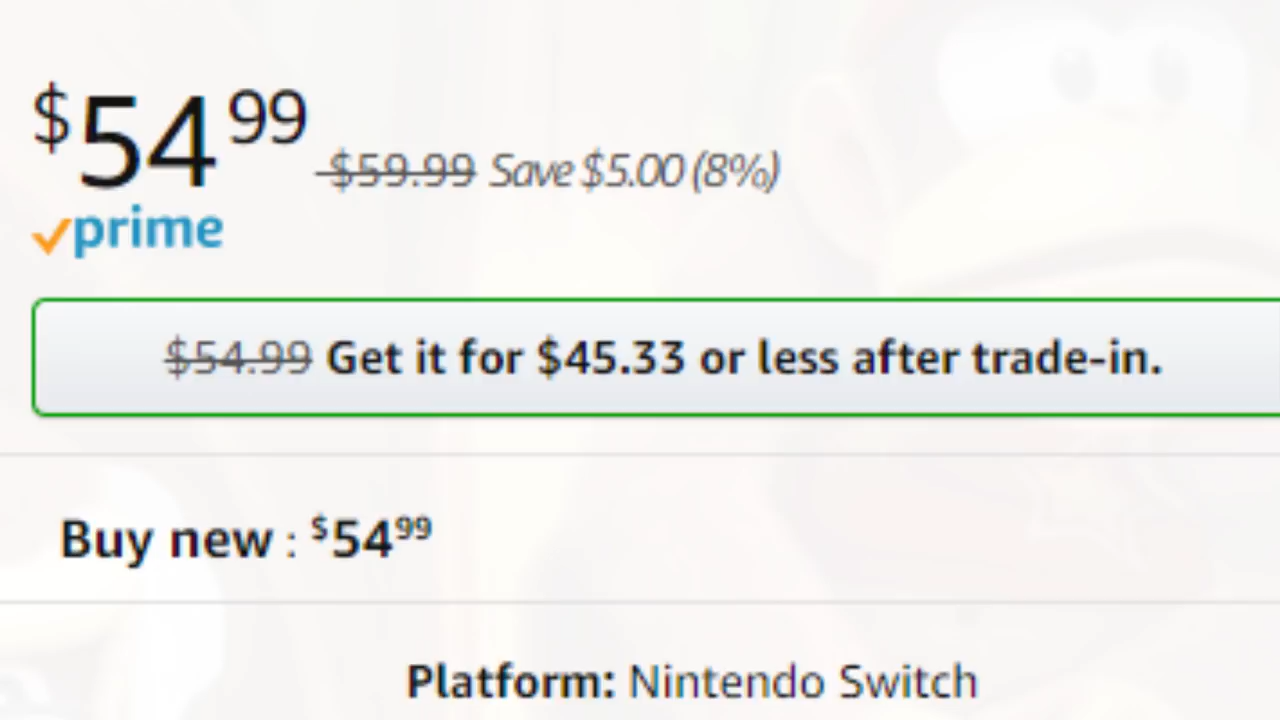 $54 99 $59.99 Save $5.00 (8%)
prime
$54.99 Get it for $45.33 or less after trade-in.
Buy new : $54 99
Platform: Nintendo Switch